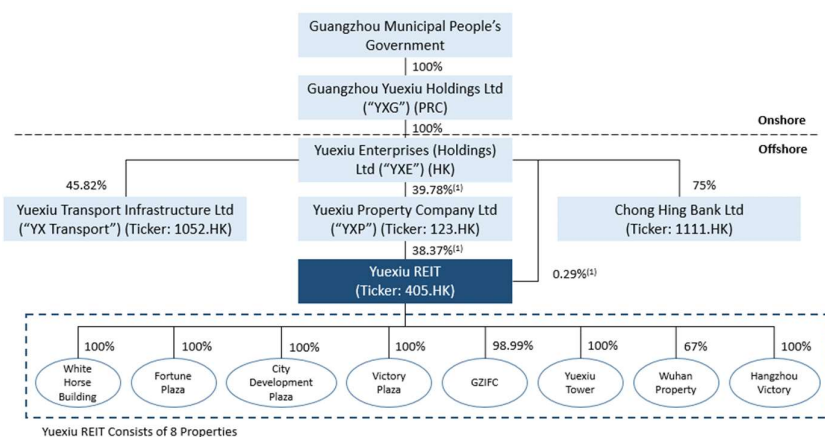 Guangzhou Municipal People's
Government
100%
Guangzhou Yuexiu Holdings Ltd
("YXG") (PRC)
100%
Onshore
Offshore
Yuexiu Enterprises (Holdings)
Ltd ("YXE") (HK)
45.82%
39.78%(1)
75%
Yuexiu Transport Infrastructure Ltd
("YX Transport") (Ticker: 1052.HK)
Yuexiu Property Company Ltd
("YXP") (Ticker: 123.HK)
Chong Hing Bank Ltd
(Ticker: 1111.HK)
38.37%(1)
0.29%(1)
Yuexiu REIT
(Ticker: 405.HK)
100%
100%
100%
100%
98.99%
100%
67%
100%
White
Horse
Building
Fortune
Plaza
City
Development
Plaza
Victory
Plaza
GZIFC
Yuexiu
Tower
Wuhan
Property
Hangzhou
Victory
Yuexiu REIT Consists of 8 Properties